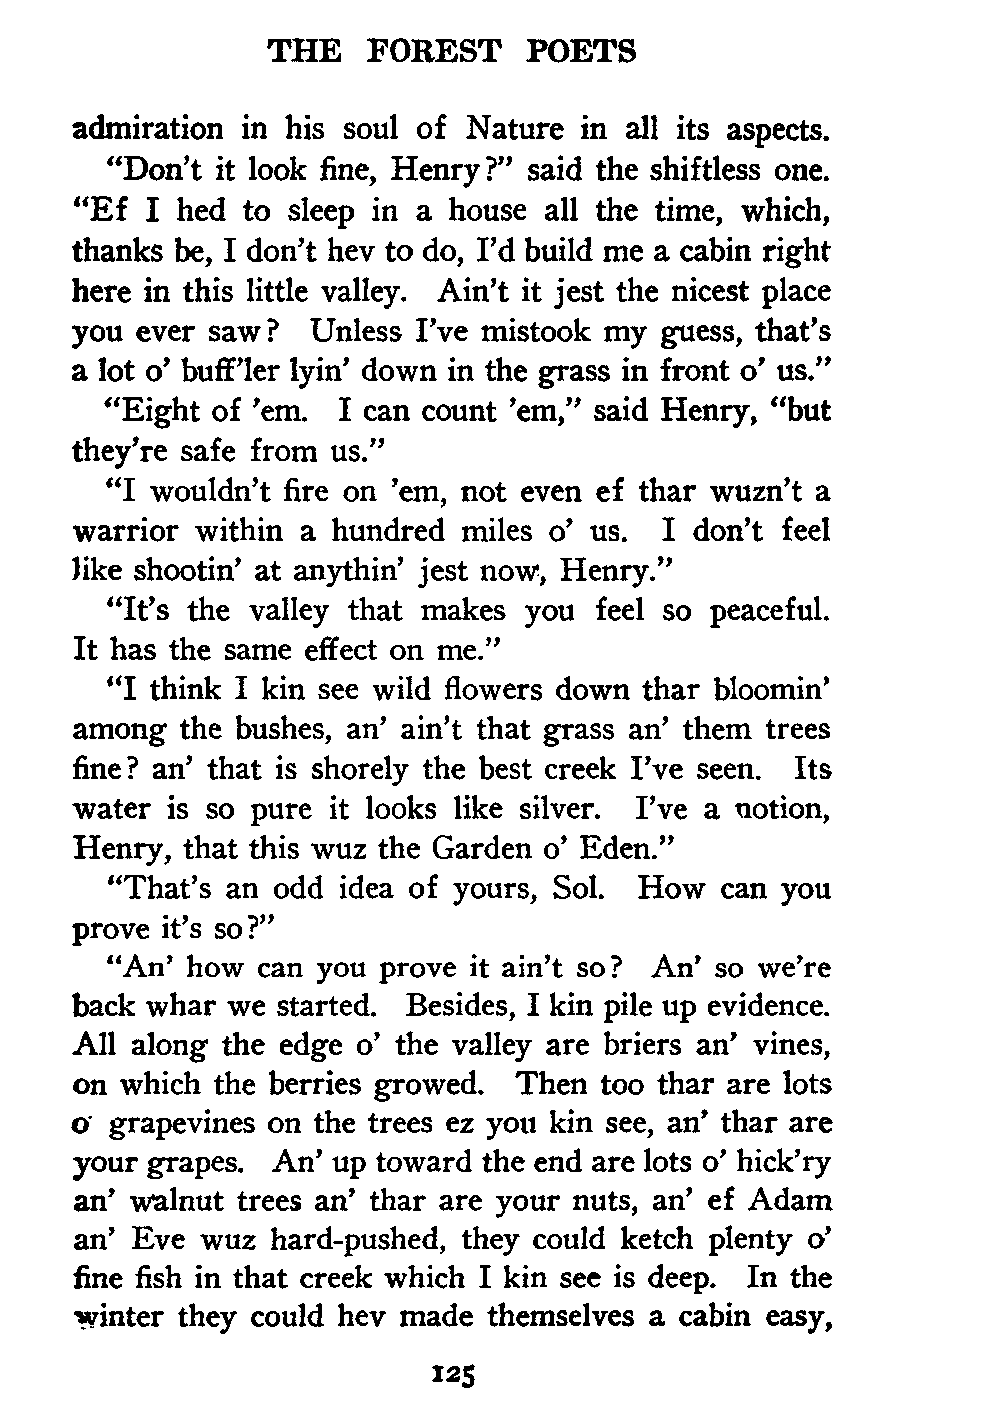 THE FOREST POETS
admiration in his soul of Nature in all its aspects.
“Don’t it look fine, Henry?” said the shiftless one.
“Ef I hed to sleep in a house all the time, which,
thanks be, I don’t hev to do, I’d build me a cabin right
here in this little valley. Ain’t it jest the nicest place
you ever saw? Unless I’ve mistook my guess, that’s
a lot o’ buff’ler lyin’ down in the grass in front o’ us.”
“Eight of ’em. I can count ’em,” said Henry, “but
they’re safe from us.”
“I wouldn’t fire on ’em, not even ef thar wuzn’t a
warrior within a hundred miles o’ us. I don’t feel
like shootin’ at anythin’ jest now, Henry.”
“It’s the valley that makes you feel so peaceful.
It has the same effect on me.”
“I think I kin see wild flowers down thar bloomin’
among the bushes, an’ ain’t that grass an’ them trees
fine? an’ that is shorely the best creek I’ve seen. Its
water is so pure it looks like silver. I’ve a notion,
Henry, that this wuz the Garden o’ Eden.”
“That’s an odd idea of yours, Sol. How can you
prove it’s so?”
“An’ how can you prove it ain’t so? An’ so we’re
back whar we started. Besides, I kin pile up evidence.
All along the edge o’ the valley are briers an’ vines,
on which the berries growed. Then too thar are lots
o’ grapevines on the trees ez you kin see, an’ thar are
your grapes. An’ up toward the end are lots o’ hick’ry
an’ walnut trees an’ thar are your nuts, an’ ef Adam
an’ Eve wuz hard-pushed, they could ketch plenty o’
fine fish in that creek which I kin see is deep. In the
winter they could hev made themselves a cabin easy,
125